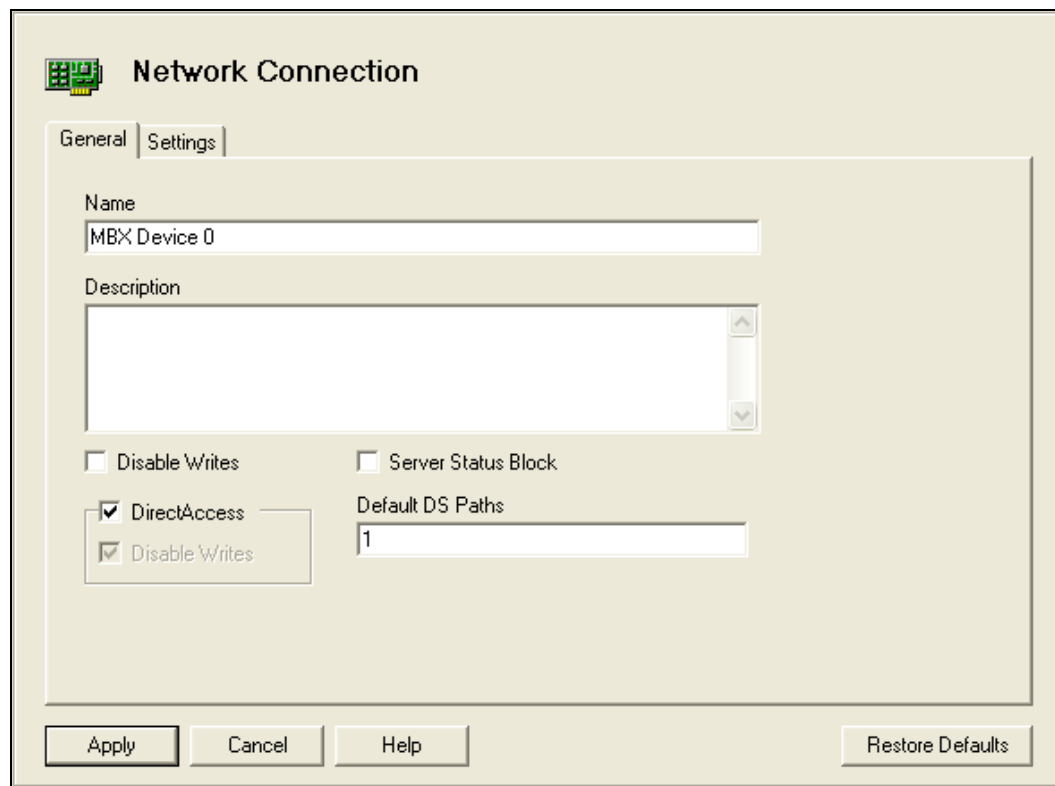 Network Connection
General
Settings
Name
MBX Device 0
Description
Disable Writes
Server Status Block
DirectAccess
Default DS Paths
Disable Writes
1
Apply
Cancel
Help
Restore Defaults